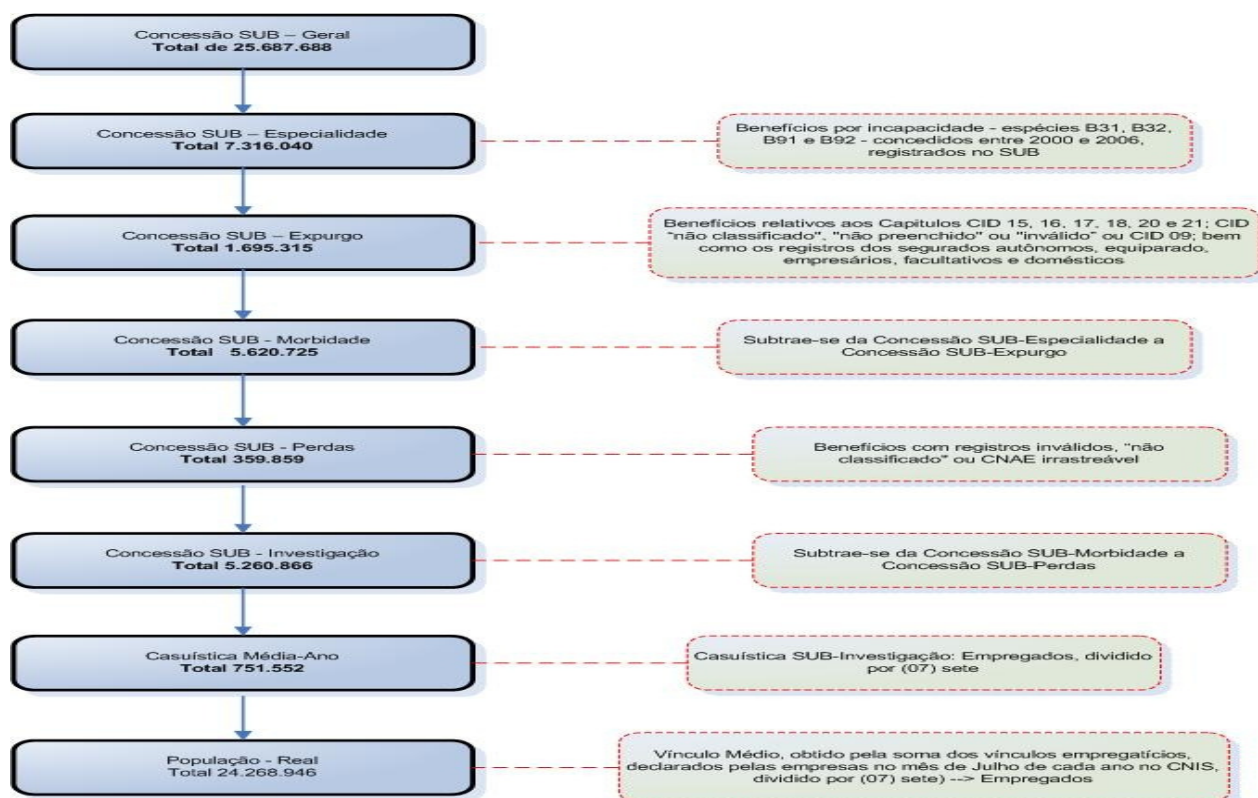 Concessão SUB – Geral
Total de 25.687.688
Concessão SUB – Especialidade
Total 7.316.040
Benefícios por incapacidade - espécies B31, B32,
B91 e B92 - concedidos entre 2000 e 2006,
registrados no SUB
Concessão SUB – Expurgo
Total 1.695.315
Benefícios relativos aos Capitulos CID 15, 16, 17, 18, 20 e 21; CID
"não classificado", "não preenchido" ou "inválido" ou CID 09; bem
como os registros dos segurados autônomos, equiparado,
empresários, facultativos e domésticos
Concessão SUB - Morbidade
Total 5.620.725
Subtrae-se da Concessão SUB-Especialidade a
Concessão SUB-Expurgo
Concessão SUB - Perdas
Total 359.859
Benefícios com registros inválidos, "não
classificado" ou CNAE irrastreável
Concessão SUB - Investigação
Total 5.260.866
Subtrae-se da Concessão SUB-Morbidade a
Concessão SUB-Perdas
Casuística Média-Ano
Total 751.552
Casuística SUB-Investigação: Empregados, dividido
por (07) sete
População - Real
Total 24.268.946
Vínculo Médio, obtido pela soma dos vínculos empregatícios,
declarados pelas empresas no mês de Julho de cada ano no CNIS,
dividido por (07) sete) --> Empregados